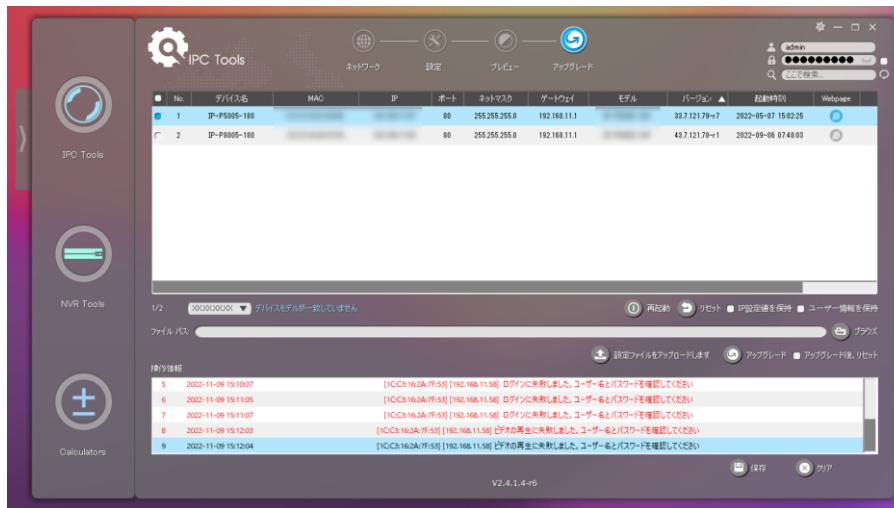 IPC Tools
ネットワーク
設定
プレビュー
アップグレード
admin
ここで検索...
IPC Tools
NVR Tools
Calculators
No. デバイス名 MAC IP ポート ネットマスク ゲートウェイ モデル バージョン ▲ 起動時刻 Webpage
1 IP-P5005-180 80 255.255.255.0 192.168.11.1 33.7.121.79-r7 2022-05-07 15:02:25
2 IP-P8005-180 80 255.255.255.0 192.168.11.1 43.7.121.78-r1 2022-09-06 07:48:03
1/2 XXXXXXXX ▼ デバイスモデルが一致していません 再起動 リセット IP設定値を保持 ユーザー情報を保持
ファイル パス: ブラウズ
設定ファイルをアップロードします アップグレード アップグレード後、リセット
操作情報
5 2022-11-09 15:10:07 [1C:C3:16:2A:7F:53] [192.168.11.58] ログインに失敗しました。ユーザー名とパスワードを確認してください
6 2022-11-09 15:11:05 [1C:C3:16:2A:7F:53] [192.168.11.58] ログインに失敗しました。ユーザー名とパスワードを確認してください
7 2022-11-09 15:11:07 [1C:C3:16:2A:7F:53] [192.168.11.58] ログインに失敗しました。ユーザー名とパスワードを確認してください
8 2022-11-09 15:12:03 [1C:C3:16:2A:7F:53] [192.168.11.58] ビデオの再生に失敗しました。ユーザー名とパスワードを確認してください
9 2022-11-09 15:12:04 [1C:C3:16:2A:7F:53] [192.168.11.58] ビデオの再生に失敗しました。ユーザー名とパスワードを確認してください
保存 クリア
V2.4.1.4-r6